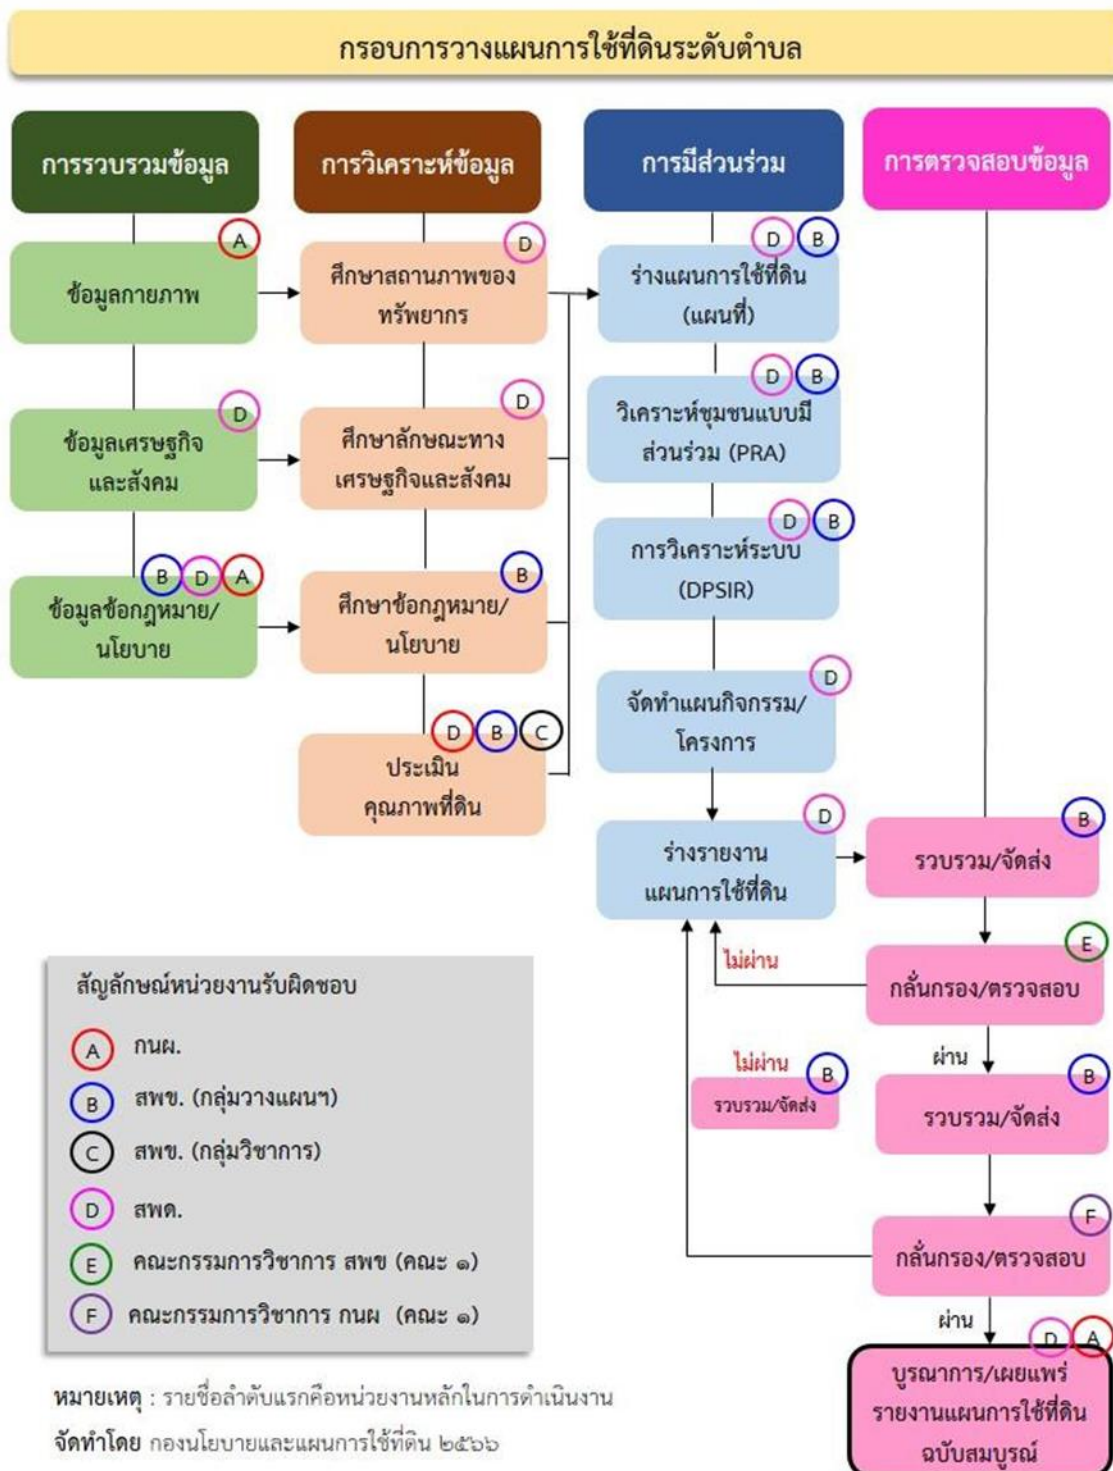 กรอบการวางแผนการใช้ที่ดินระดับตำบล
การรวบรวมข้อมูล
A
ข้อมูลกายภาพ
D
ข้อมูลเศรษฐกิจ
และสังคม
B D A
ข้อมูลข้อกฎหมาย/
นโยบาย
การวิเคราะห์ข้อมูล
D
ศึกษาสถานภาพของ
ทรัพยากร
D
ศึกษาลักษณะทาง
เศรษฐกิจและสังคม
B
ศึกษาข้อกฎหมาย/
นโยบาย
D B C
ประเมิน
คุณภาพที่ดิน
การมีส่วนร่วม
D B
ร่างแผนการใช้ที่ดิน
(แผนที่)
D B
วิเคราะห์ชุมชนแบบมี
ส่วนร่วม (PRA)
D B
การวิเคราะห์ระบบ
(DPSIR)
D
จัดทำแผนกิจกรรม/
โครงการ
D
ร่างรายงาน
แผนการใช้ที่ดิน
การตรวจสอบข้อมูล
B
รวบรวม/จัดส่ง
E
ไม่ผ่าน
กลั่นกรอง/ตรวจสอบ
ผ่าน
ไม่ผ่าน
B
รวบรวม/จัดส่ง
B
รวบรวม/จัดส่ง
F
กลั่นกรอง/ตรวจสอบ
ผ่าน
D A
บูรณาการ/เผยแพร่
รายงานแผนการใช้ที่ดิน
ฉบับสมบูรณ์
สัญลักษณ์หน่วยงานรับผิดชอบ
A กนผ.
B สพข. (กลุ่มวางแผนฯ)
C สพข. (กลุ่มวิชาการ)
D สพด.
E คณะกรรมการวิชาการ สพข (คณะ ๑)
F คณะกรรมการวิชาการ กนผ (คณะ ๑)
หมายเหตุ : รายชื่อลำดับแรกคือหน่วยงานหลักในการดำเนินงาน
จัดทำโดย กองนโยบายและแผนการใช้ที่ดิน ๒๕๖๖